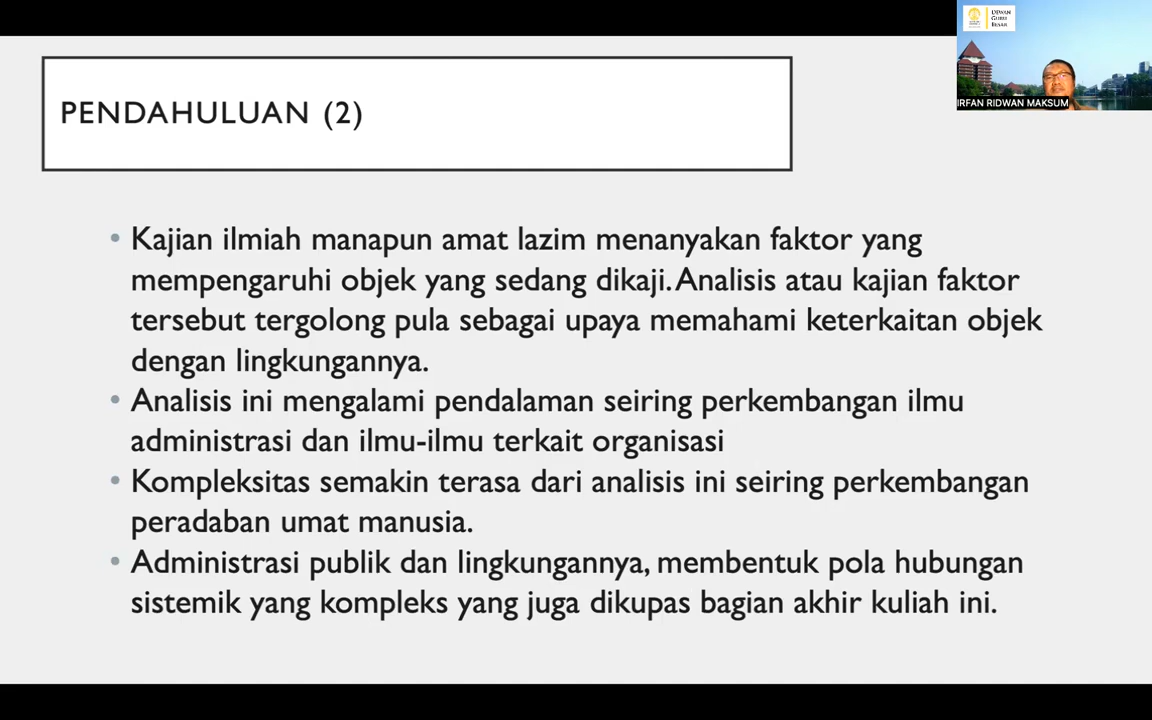 DEWAN
GURU
BESAR
IRFAN RIDWAN MAKSUM
PENDAHULUAN (2)
• Kajian ilmiah manapun amat lazim menanyakan faktor yang
mempengaruhi objek yang sedang dikaji. Analisis atau kajian faktor
tersebut tergolong pula sebagai upaya memahami keterkaitan objek
dengan lingkungannya.
• Analisis ini mengalami pendalaman seiring perkembangan ilmu
administrasi dan ilmu-ilmu terkait organisasi
• Kompleksitas semakin terasa dari analisis ini seiring perkembangan
peradaban umat manusia.
• Administrasi publik dan lingkungannya, membentuk pola hubungan
sistemik yang kompleks yang juga dikupas bagian akhir kuliah ini.